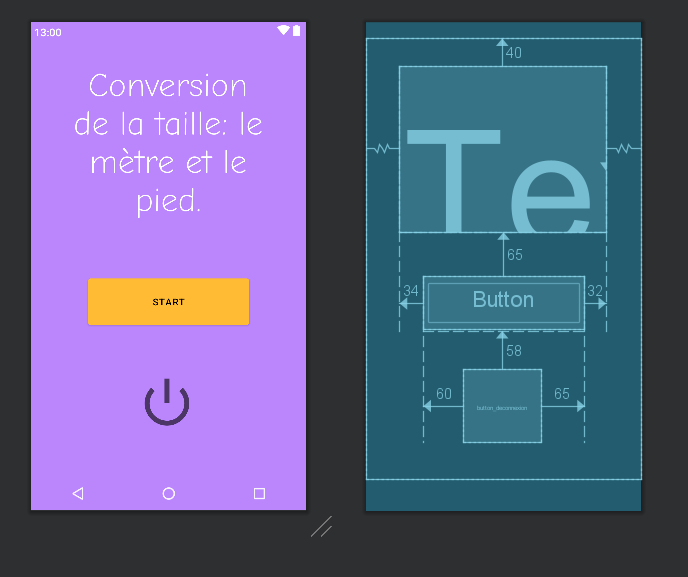 13:00
Conversion
de la taille: le
mètre et le
pied.
START
40
Te
65
34
Button
32
58
60
65
button_deconnexion